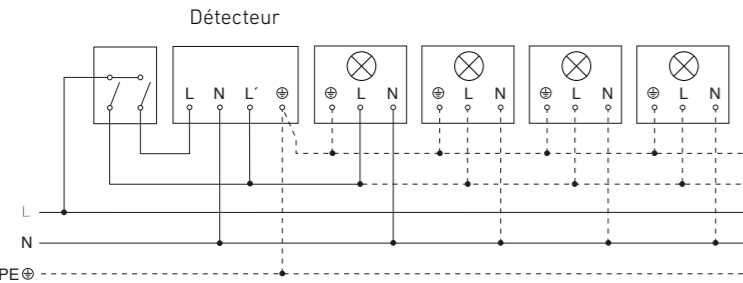 Détecteur
L N L´ ⏚ ⏚ L N ⏚ L N ⏚ L N ⏚ L N
L
N
PE ⏚